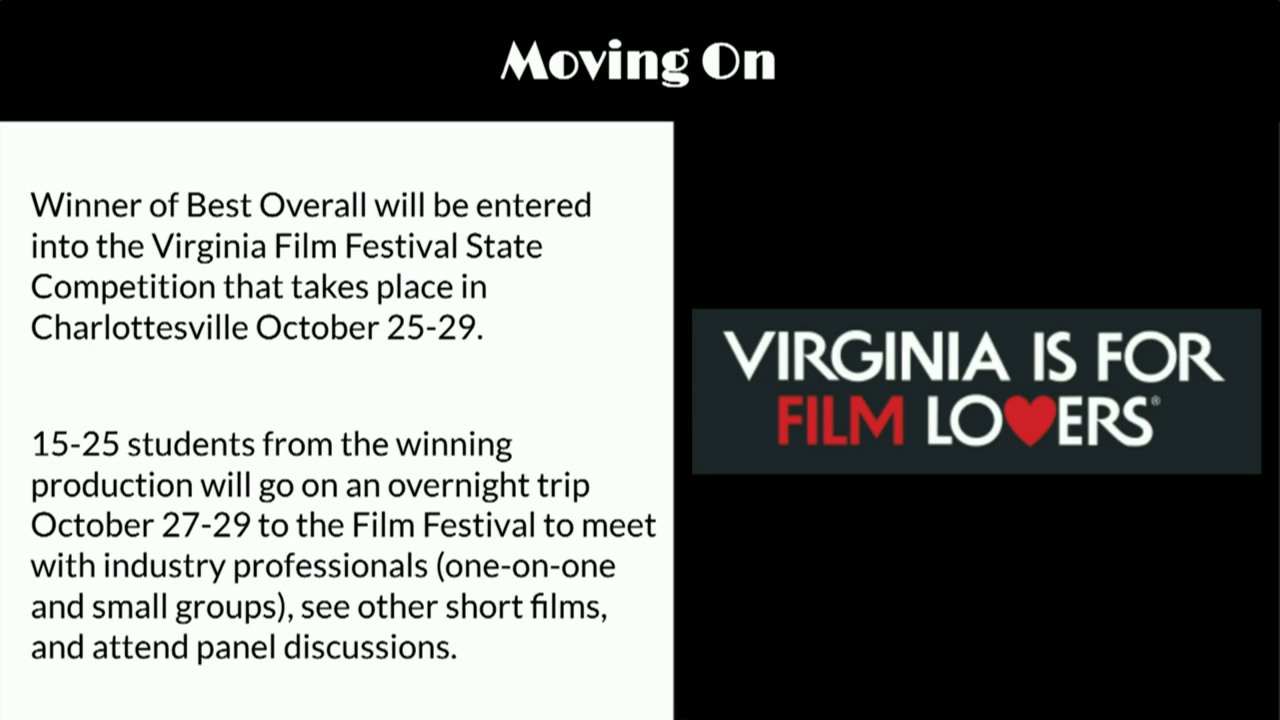 Moving On
Winner of Best Overall will be entered
into the Virginia Film Festival State
Competition that takes place in
Charlottesville October 25-29.
15-25 students from the winning
production will go on an overnight trip
October 27-29 to the Film Festival to meet
with industry professionals (one-on-one
and small groups), see other short films,
and attend panel discussions.
VIRGINIA IS FOR
FILM LO♥ERS®